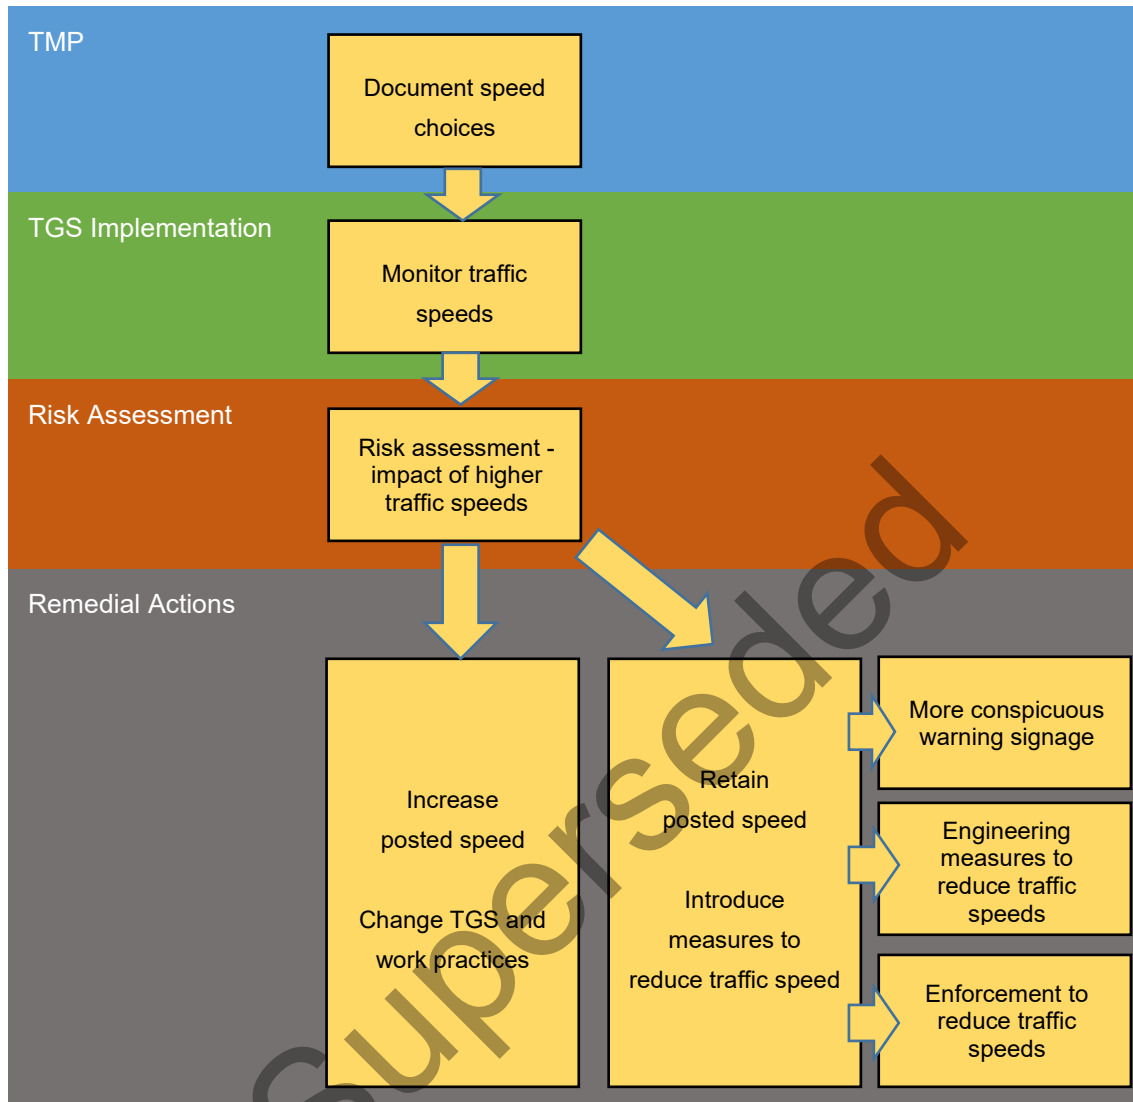 TMP
Document speed
choices
TGS Implementation
Monitor traffic
speeds
Risk Assessment
Risk assessment -
impact of higher
traffic speeds
Remedial Actions
Increase
posted speed
Change TGS and
work practices
Retain
posted speed
Introduce
measures to
reduce traffic speed
More conspicuous
warning signage
Engineering
measures to
reduce traffic
speeds
Enforcement to
reduce traffic
speeds
Superseded